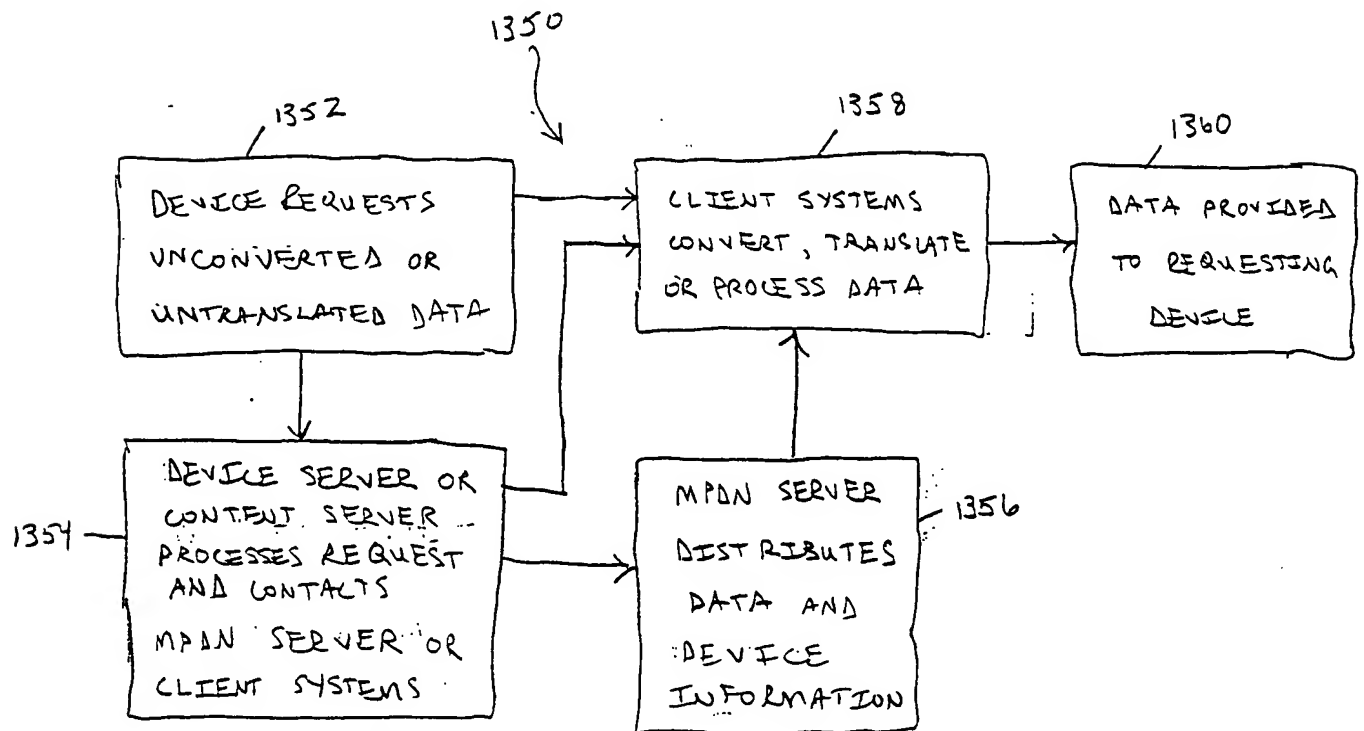 1350
1352
DEVICE REQUESTS
UNCONVERTED OR
UNTRANSLATED DATA
1358
CLIENT SYSTEMS
CONVERT, TRANSLATE
OR PROCESS DATA
1360
DATA PROVIDED
TO REQUESTING
DEVICE
1354
DEVICE SERVER OR
CONTENT SERVER
PROCESSES REQUEST
AND CONTACTS
MPDN SERVER OR
CLIENT SYSTEMS
1356
MPDN SERVER
DISTRIBUTES
DATA AND
DEVICE
INFORMATION